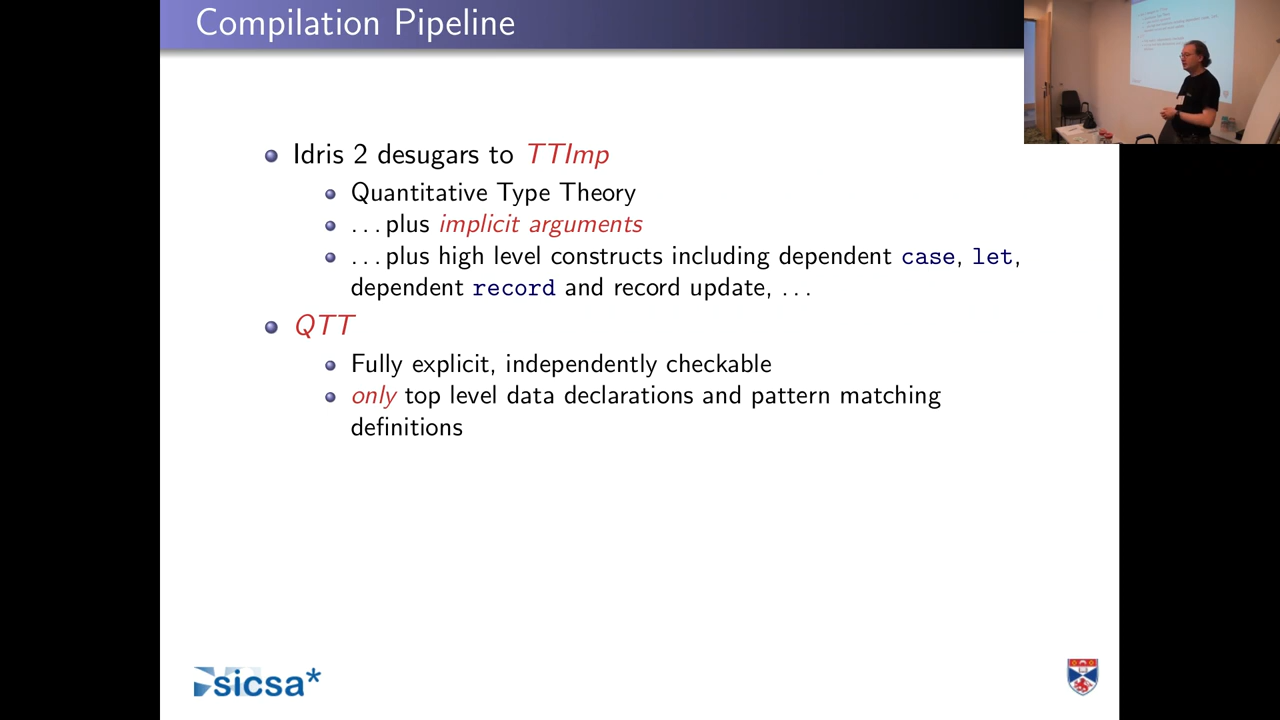 Compilation Pipeline
Idris 2 desugars to TTImp
Quantitative Type Theory
...plus implicit arguments
...plus high level constructs including dependent case, let,
dependent record and record update, ...
QTT
Fully explicit, independently checkable
only top level data declarations and pattern matching
definitions
sicsa*